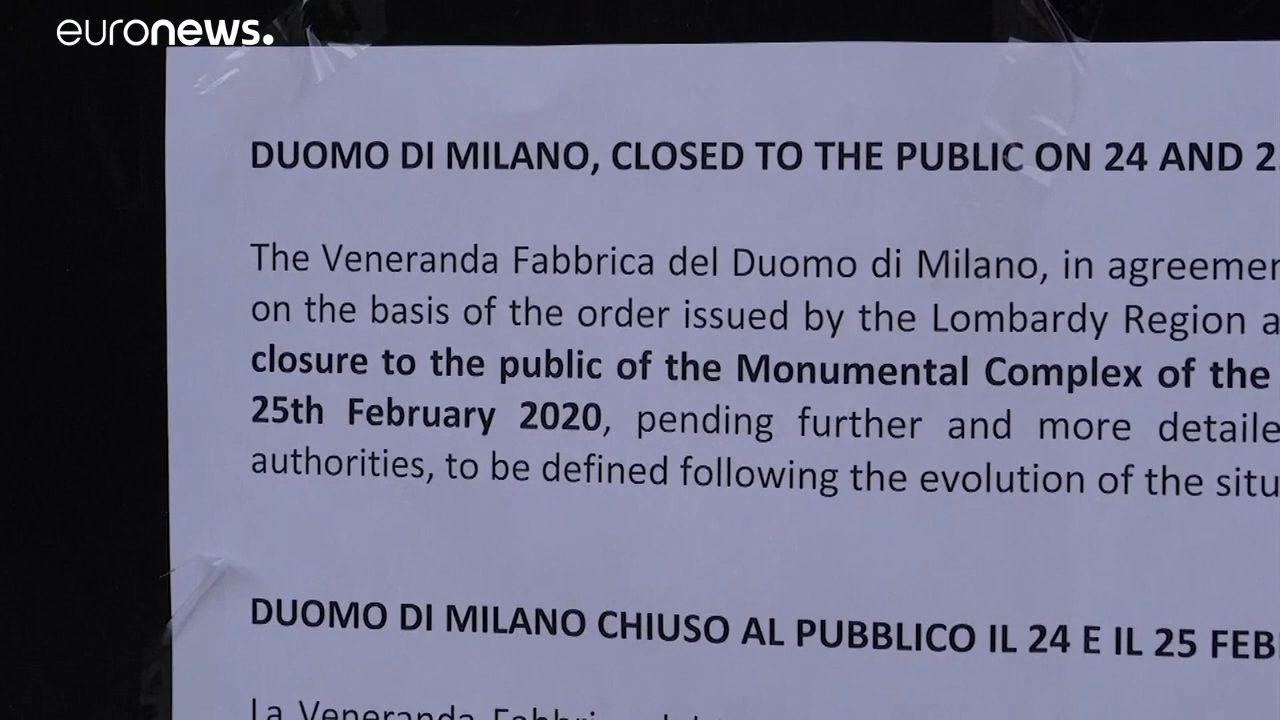 euronews.
DUOMO DI MILANO, CLOSED TO THE PUBLIC ON 24 AND
The Veneranda Fabbrica del Duomo di Milano, in
on the basis of the order issued by the Lombardy Region
closure to the public of the Monumental Complex of the
25th February 2020, pending further and more
authorities, to be defined following the evolution of the
DUOMO DI MILANO CHIUSO AL PUBBLICO IL 24 E IL 25
La Veneranda